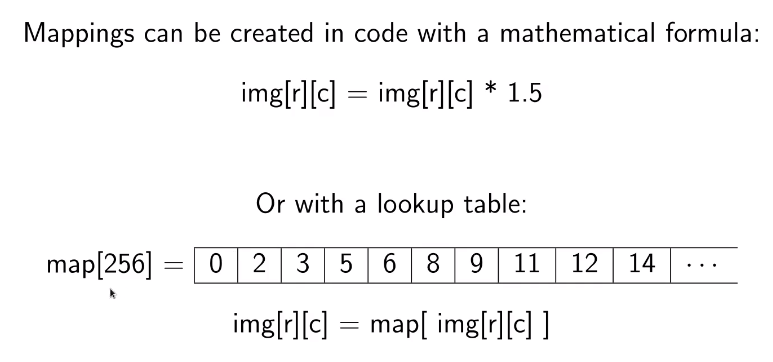 Mappings can be created in code with a mathematical formula:
img[r][c] = img[r][c] * 1.5
Or with a lookup table:
map[256] = 0 2 3 5 6 8 9 11 12 14 ···
img[r][c] = map[ img[r][c] ]